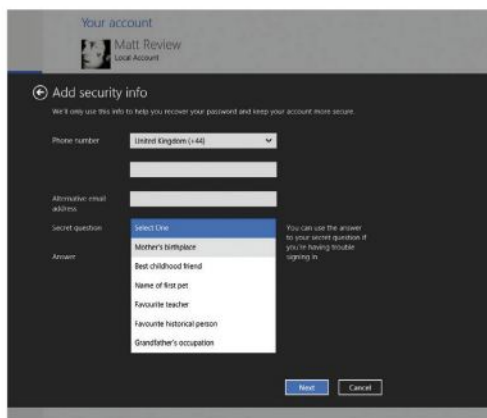 Your account
Matt Review
Local Account
Add security info
We'll only use this info to help you recover your password and keep your account more secure.
Phone number
United Kingdom (+44)
Alternative email
address
Secret question
Select One
You can use the answer
to your secret question if
you're having trouble
signing in
Mother's birthplace
Answer
Best childhood friend
Name of first pet
Favourite teacher
Favourite historical person
Grandfather's occupation
Next
Cancel